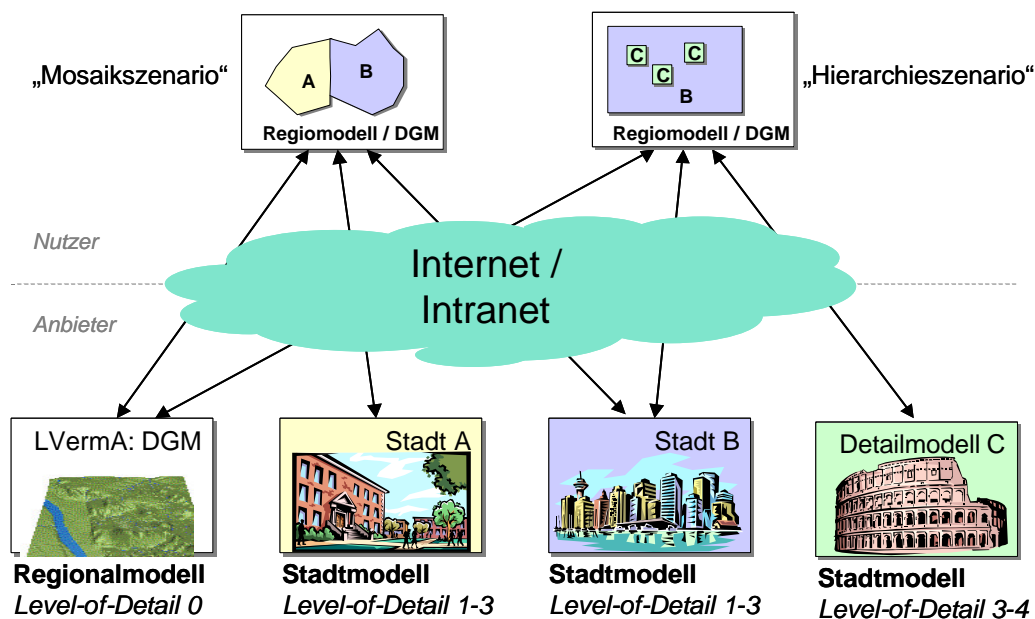 „Mosaikszenario“
A
B
Regiomodell / DGM
C
C
C
B
Regiomodell / DGM
„Hierarchieszenario“
Nutzer
Internet /
Intranet
Anbieter
LVermA: DGM
Stadt A
Stadt B
Detailmodell C
Regionalmodell
Level-of-Detail 0
Stadtmodell
Level-of-Detail 1-3
Stadtmodell
Level-of-Detail 1-3
Stadtmodell
Level-of-Detail 3-4